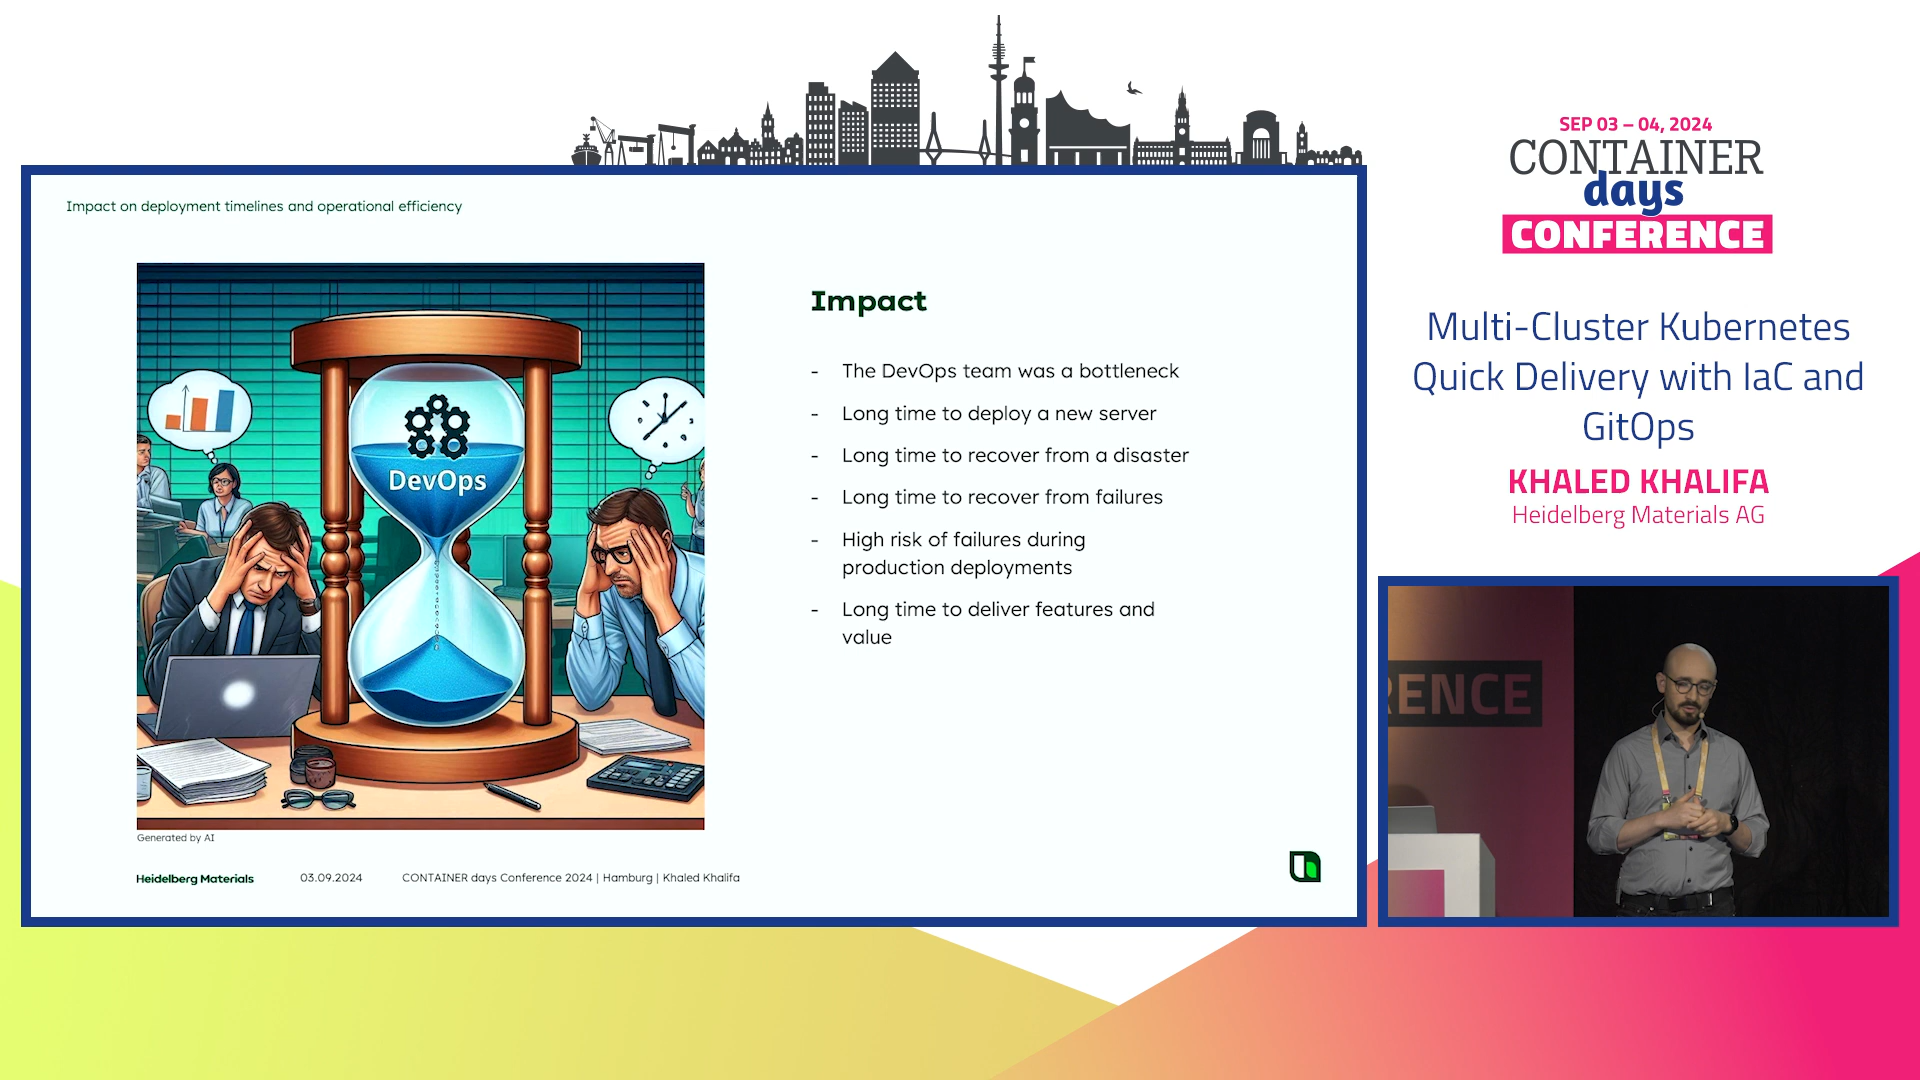 Impact on deployment timelines and operational efficiency
DevOps
Generated by AI
Impact
- The DevOps team was a bottleneck
- Long time to deploy a new server
- Long time to recover from a disaster
- Long time to recover from failures
- High risk of failures during
production deployments
- Long time to deliver features and
value
Heidelberg Materials 03.09.2024 CONTAINER days Conference 2024 | Hamburg | Khaled Khalifa
SEP 03 – 04, 2024
CONTAINER
days
CONFERENCE
Multi-Cluster Kubernetes
Quick Delivery with IaC and
GitOps
KHALED KHALIFA
Heidelberg Materials AG
RENCE